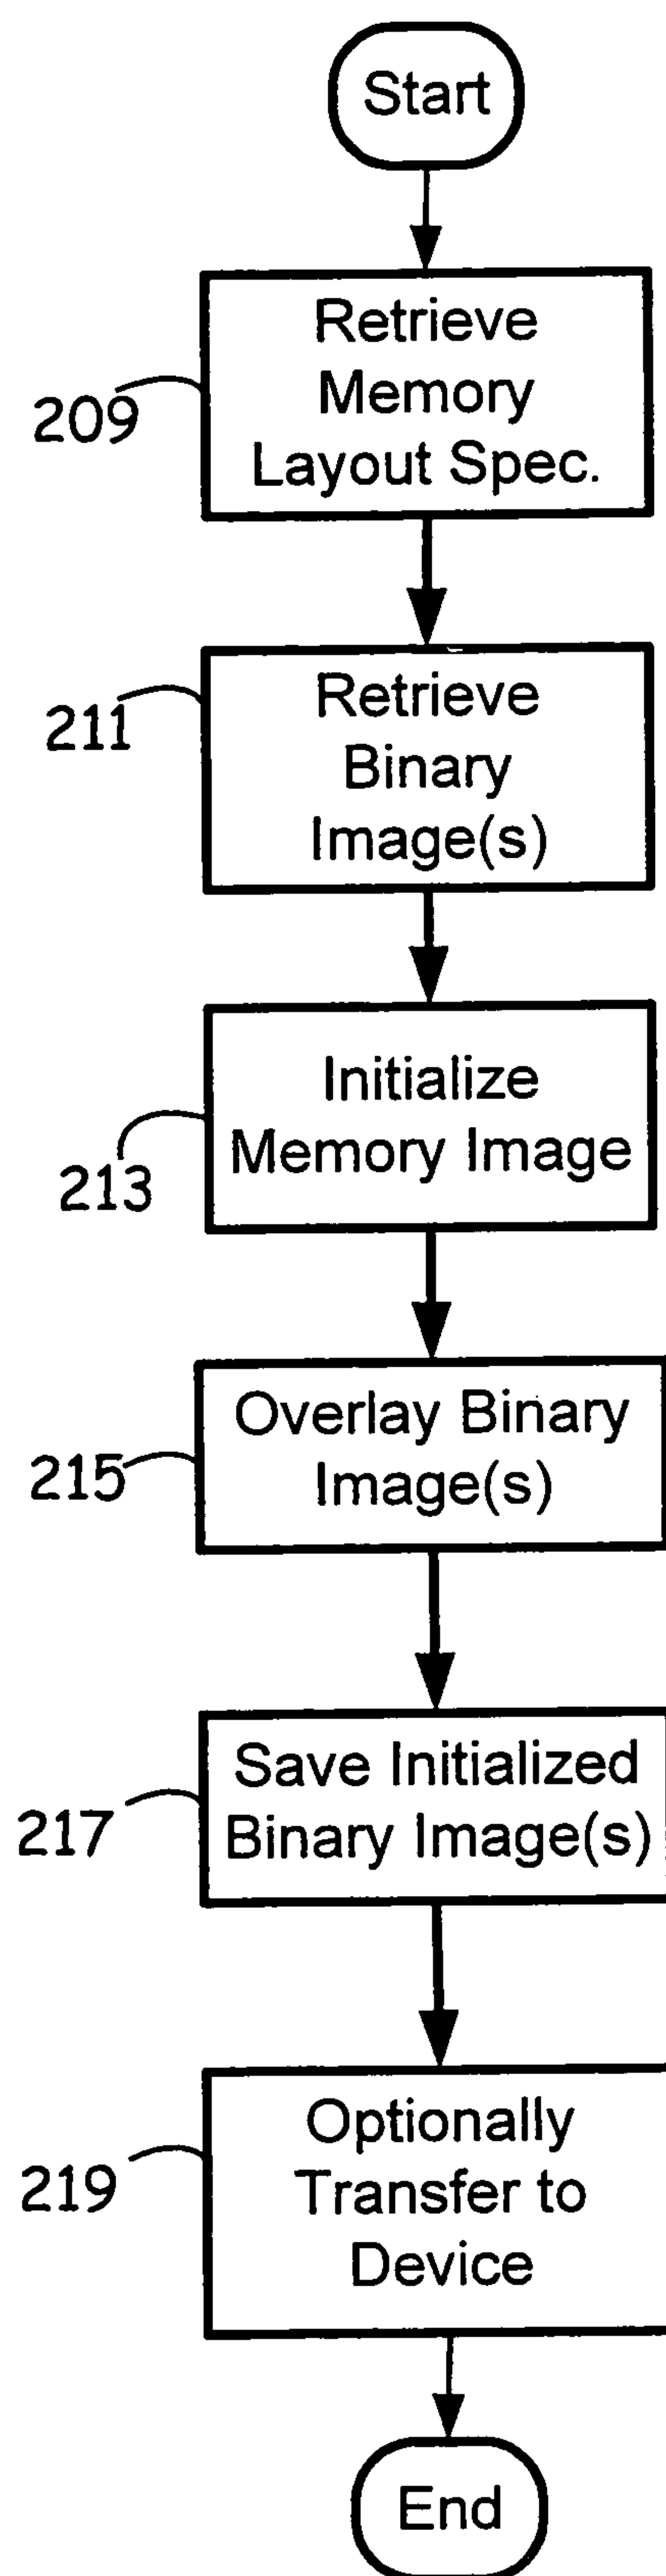 Start
209
Retrieve
Memory
Layout Spec.
211
Retrieve
Binary
Image(s)
213
Initialize
Memory Image
215
Overlay Binary
Image(s)
217
Save Initialized
Binary Image(s)
219
Optionally
Transfer to
Device
End